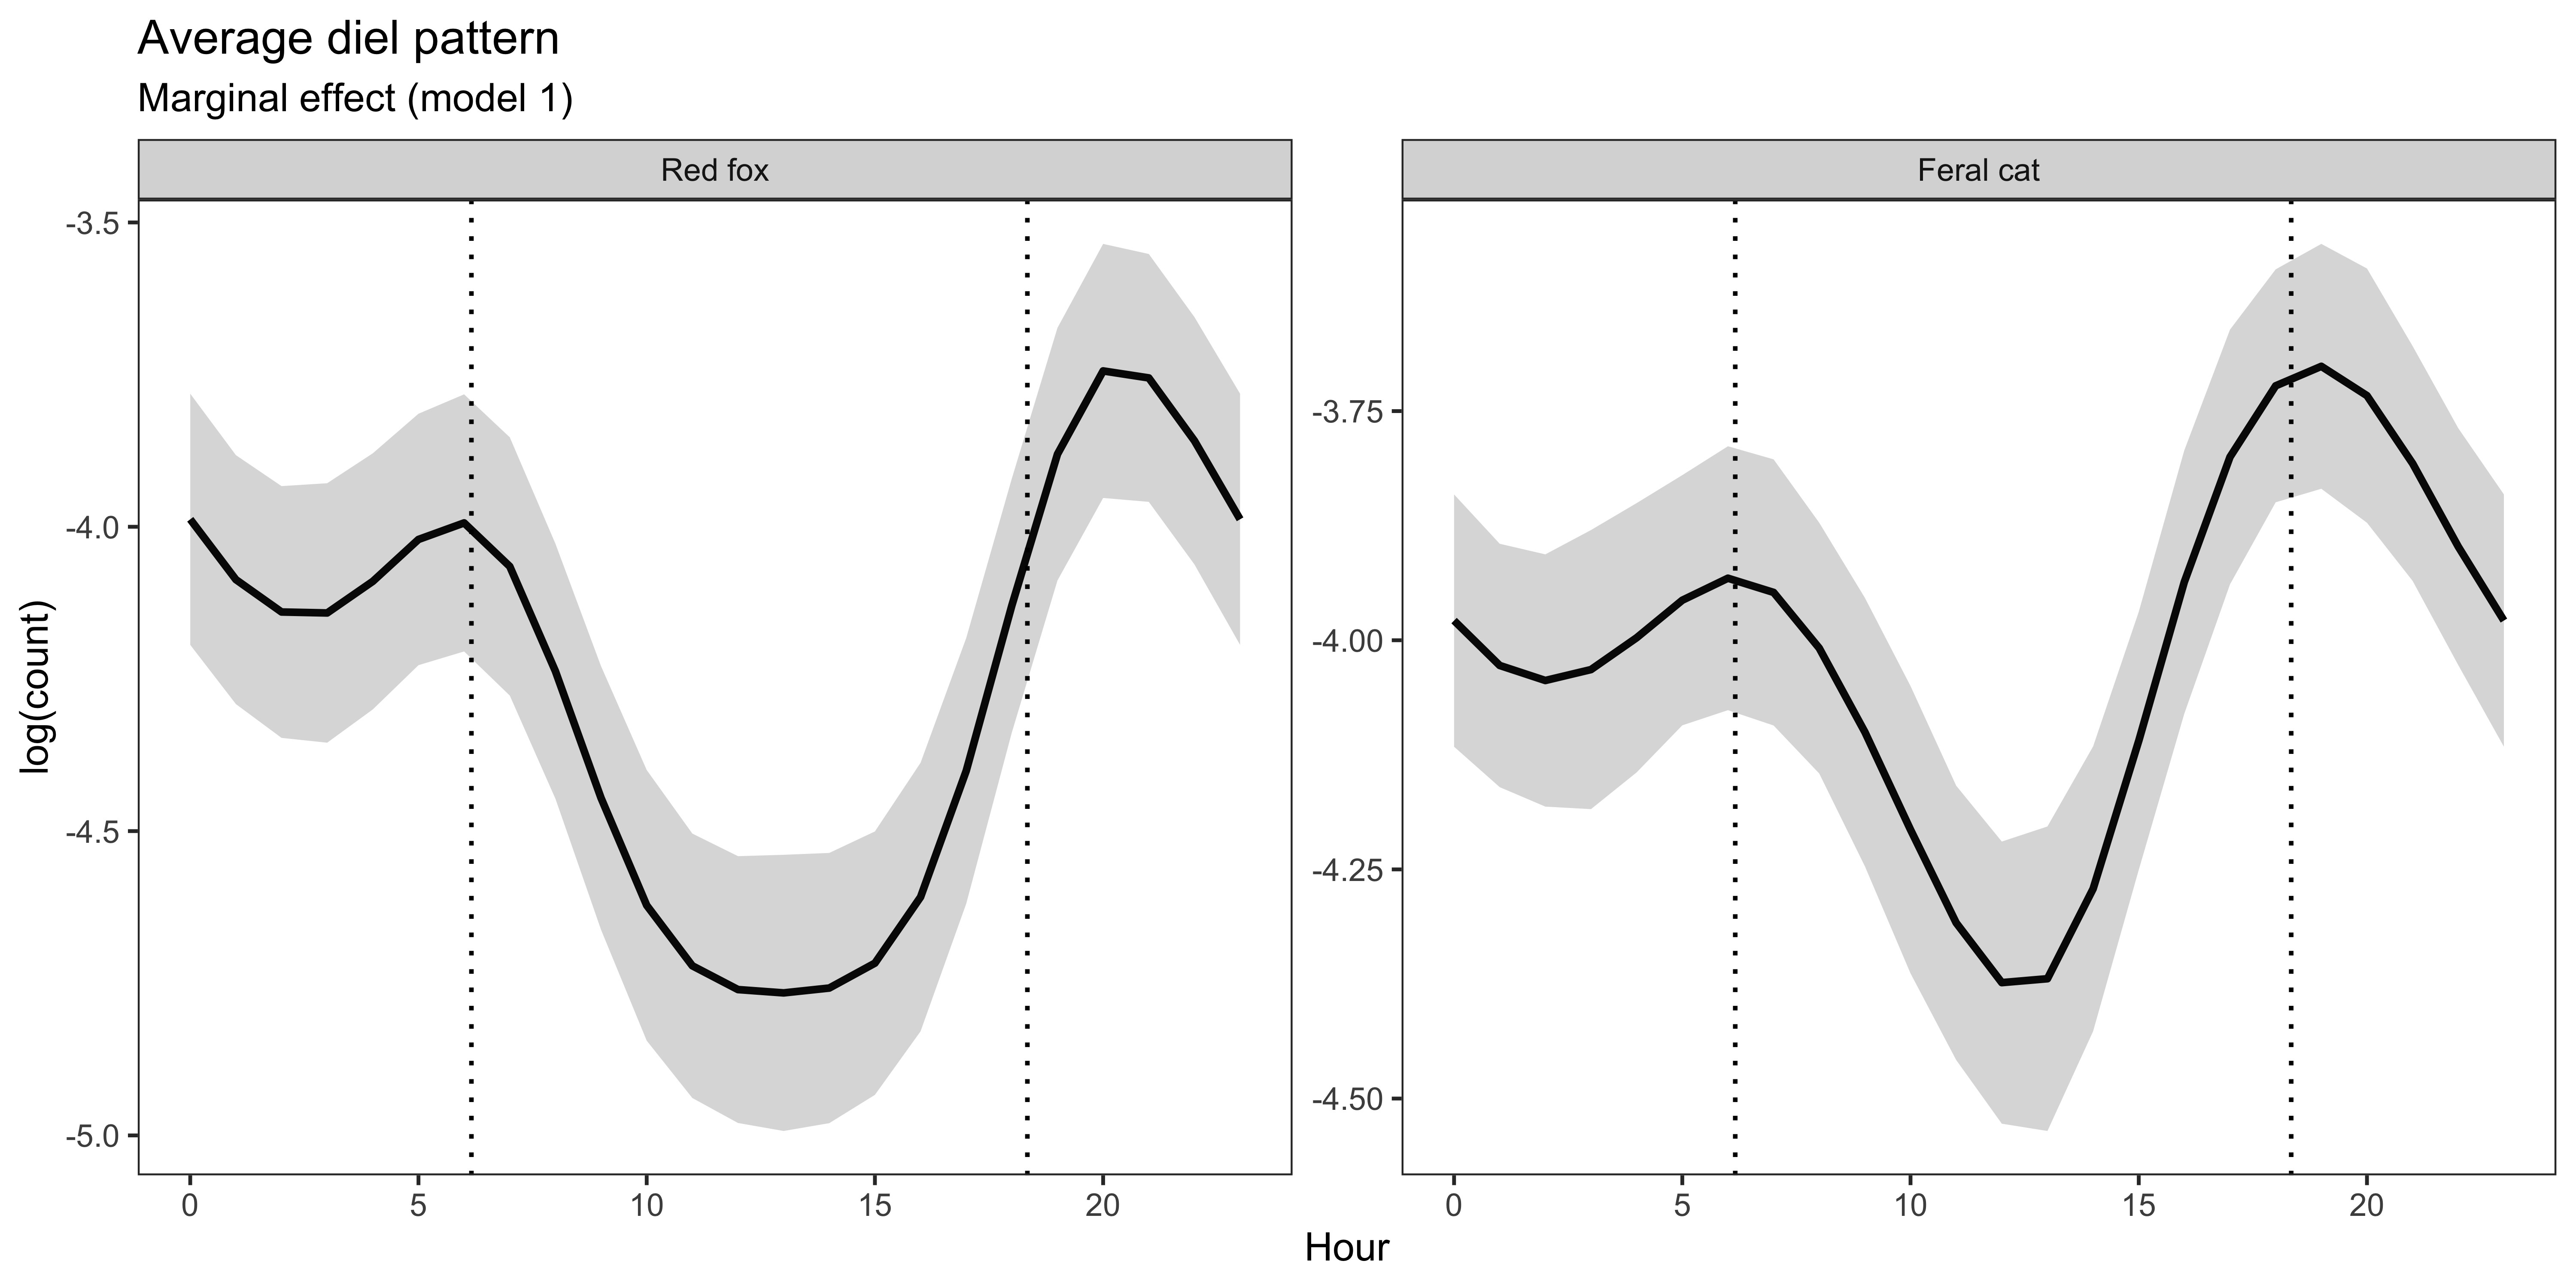 Average diel pattern
Marginal effect (model 1)
Red fox
Feral cat
log(count)
-3.5
-4.0
-4.5
-5.0
-3.75
-4.00
-4.25
-4.50
0 5 10 15 20
0 5 10 15 20
Hour